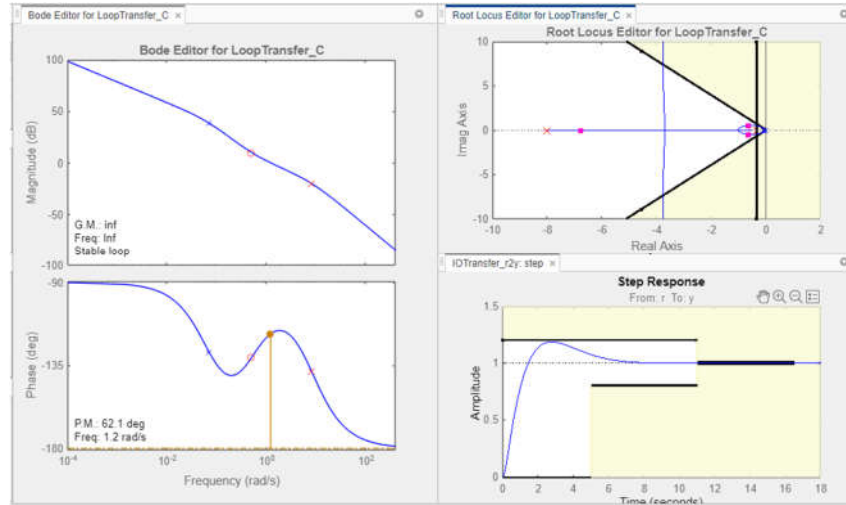 Bode Editor for LoopTransfer_C ×
Bode Editor for LoopTransfer_C
100
50
0
-50
-100
Magnitude (dB)
G.M.: inf
Freq: Inf
Stable loop
-90
-135
-180
Phase (deg)
P.M.: 62.1 deg
Freq: 1.2 rad/s
10-4
10-2
100
102
Frequency (rad/s)
Root Locus Editor for LoopTransfer_C ×
Root Locus Editor for LoopTransfer_C
10
5
0
-5
-10
Imag Axis
-10 -8 -6 -4 -2 0 2
Real Axis
IOTransfer_r2y: step ×
Step Response
From: r To: y
1.5
1
0.5
0
Amplitude
0 2 4 6 8 10 12 14 16 18
Time (seconds)